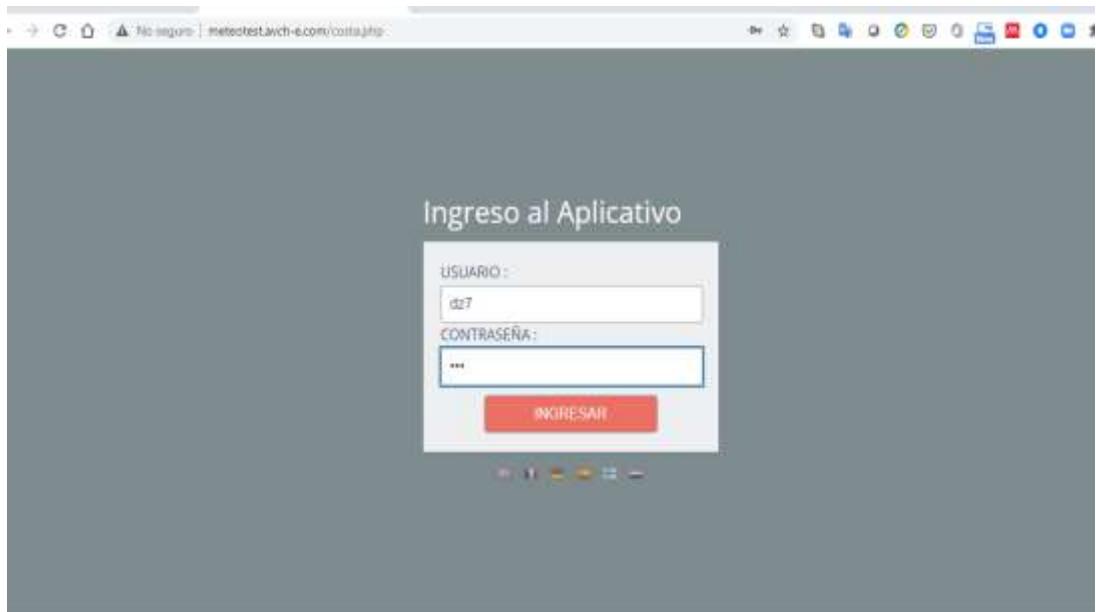 No seguro | meteotest.avch-e.com/costa.php
Ingreso al Aplicativo
USUARIO :
dz7
CONTRASEÑA :
•••
INGRESAR